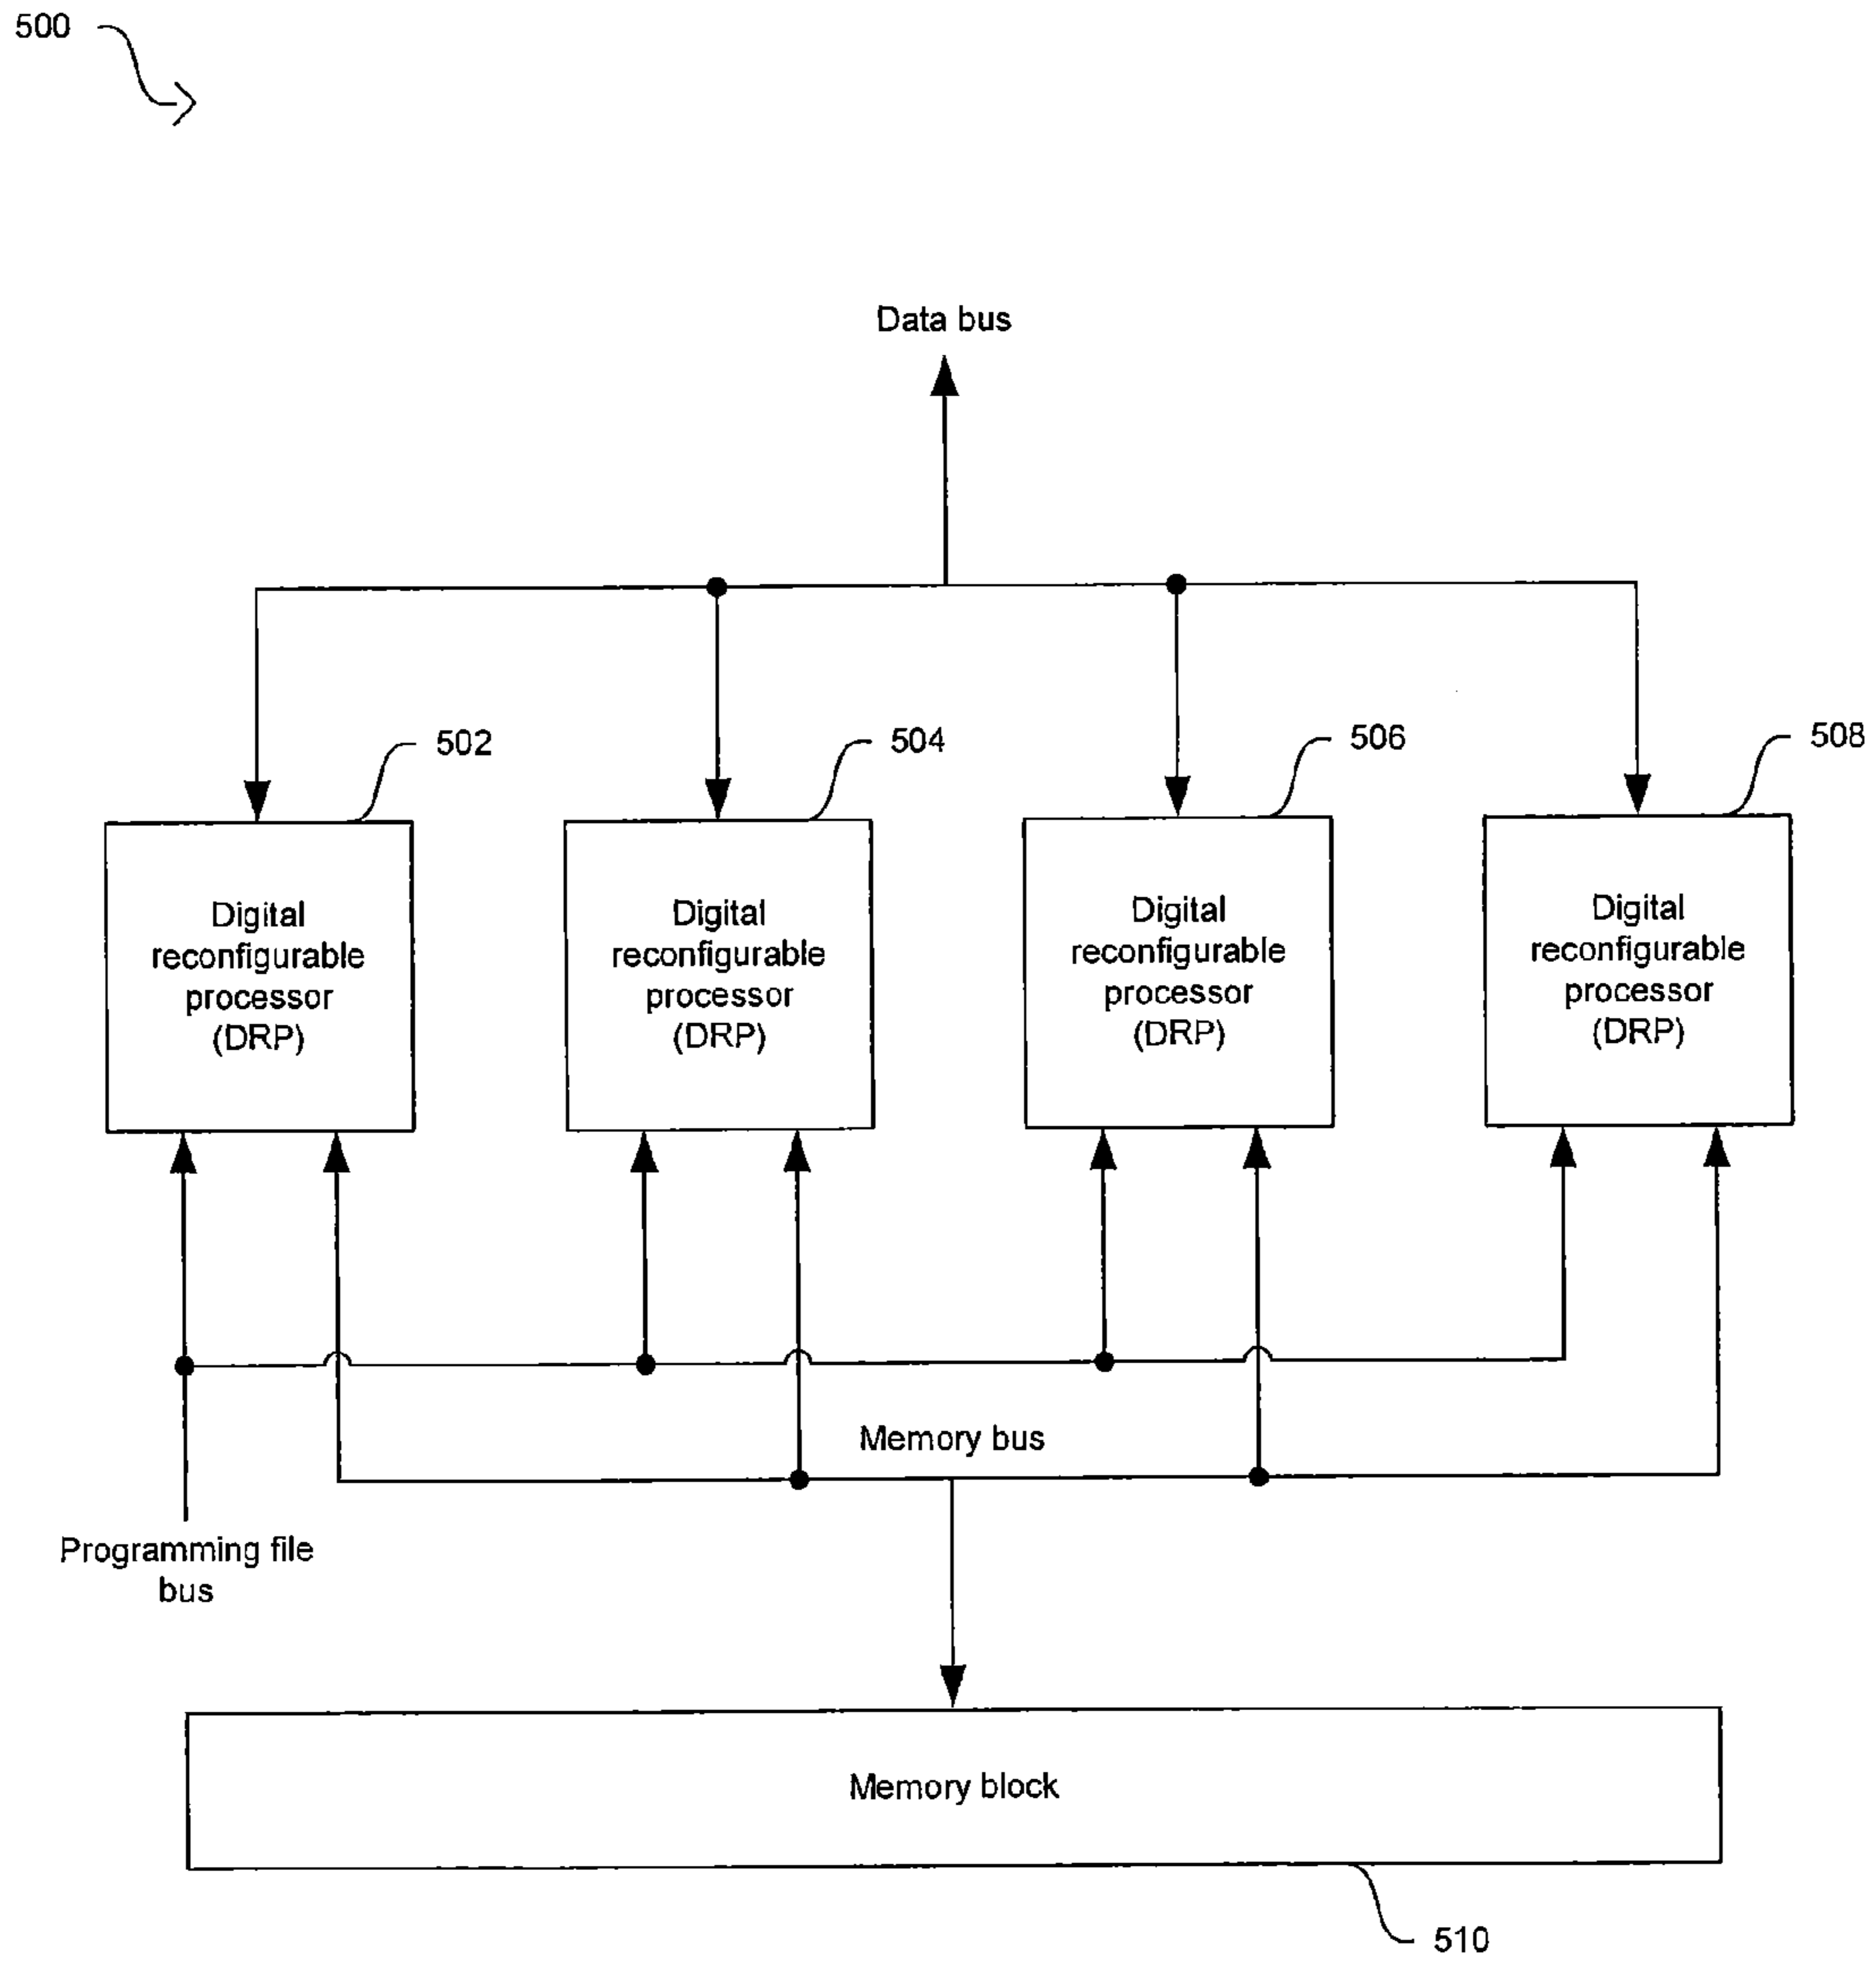 500
Data bus
502
504
506
508
Digital
reconfigurable
processor
(DRP)
Digital
reconfigurable
processor
(DRP)
Digital
reconfigurable
processor
(DRP)
Digital
reconfigurable
processor
(DRP)
Memory bus
Programming file
bus
Memory block
510